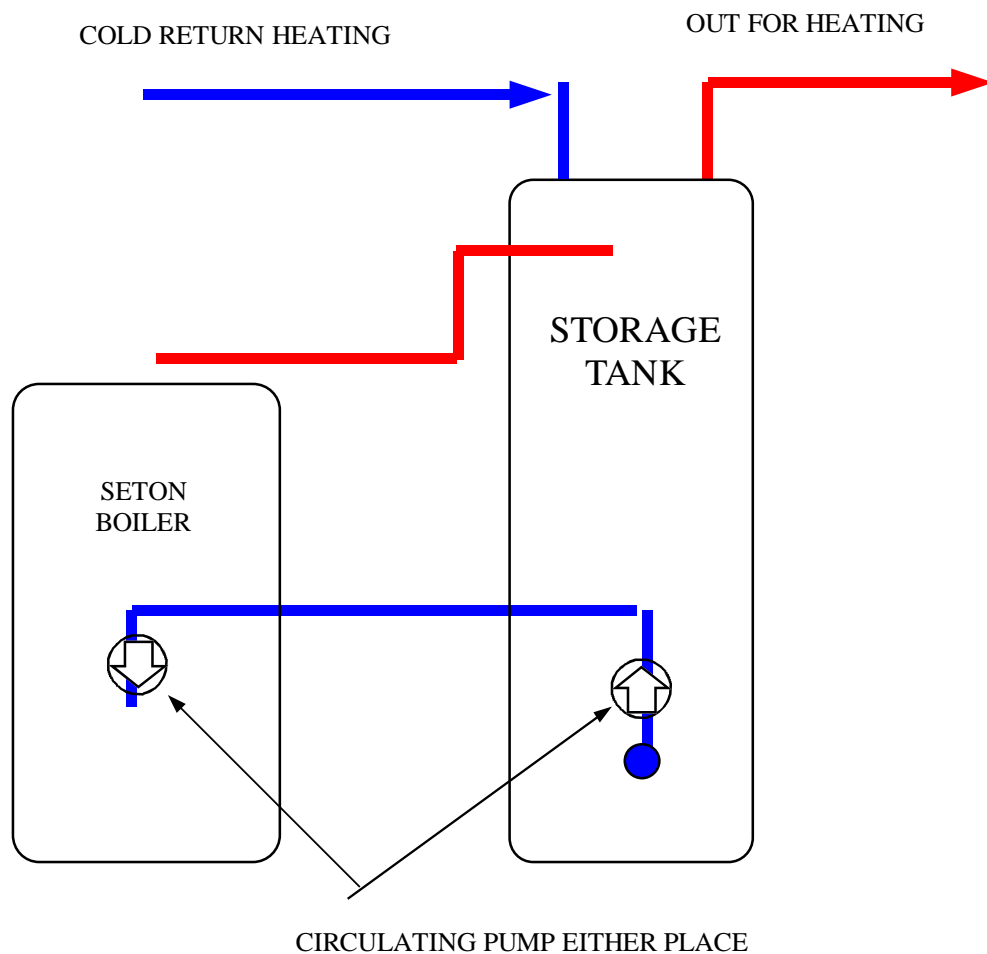 COLD RETURN HEATING
OUT FOR HEATING
STORAGE
TANK
SETON
BOILER
CIRCULATING PUMP EITHER PLACE